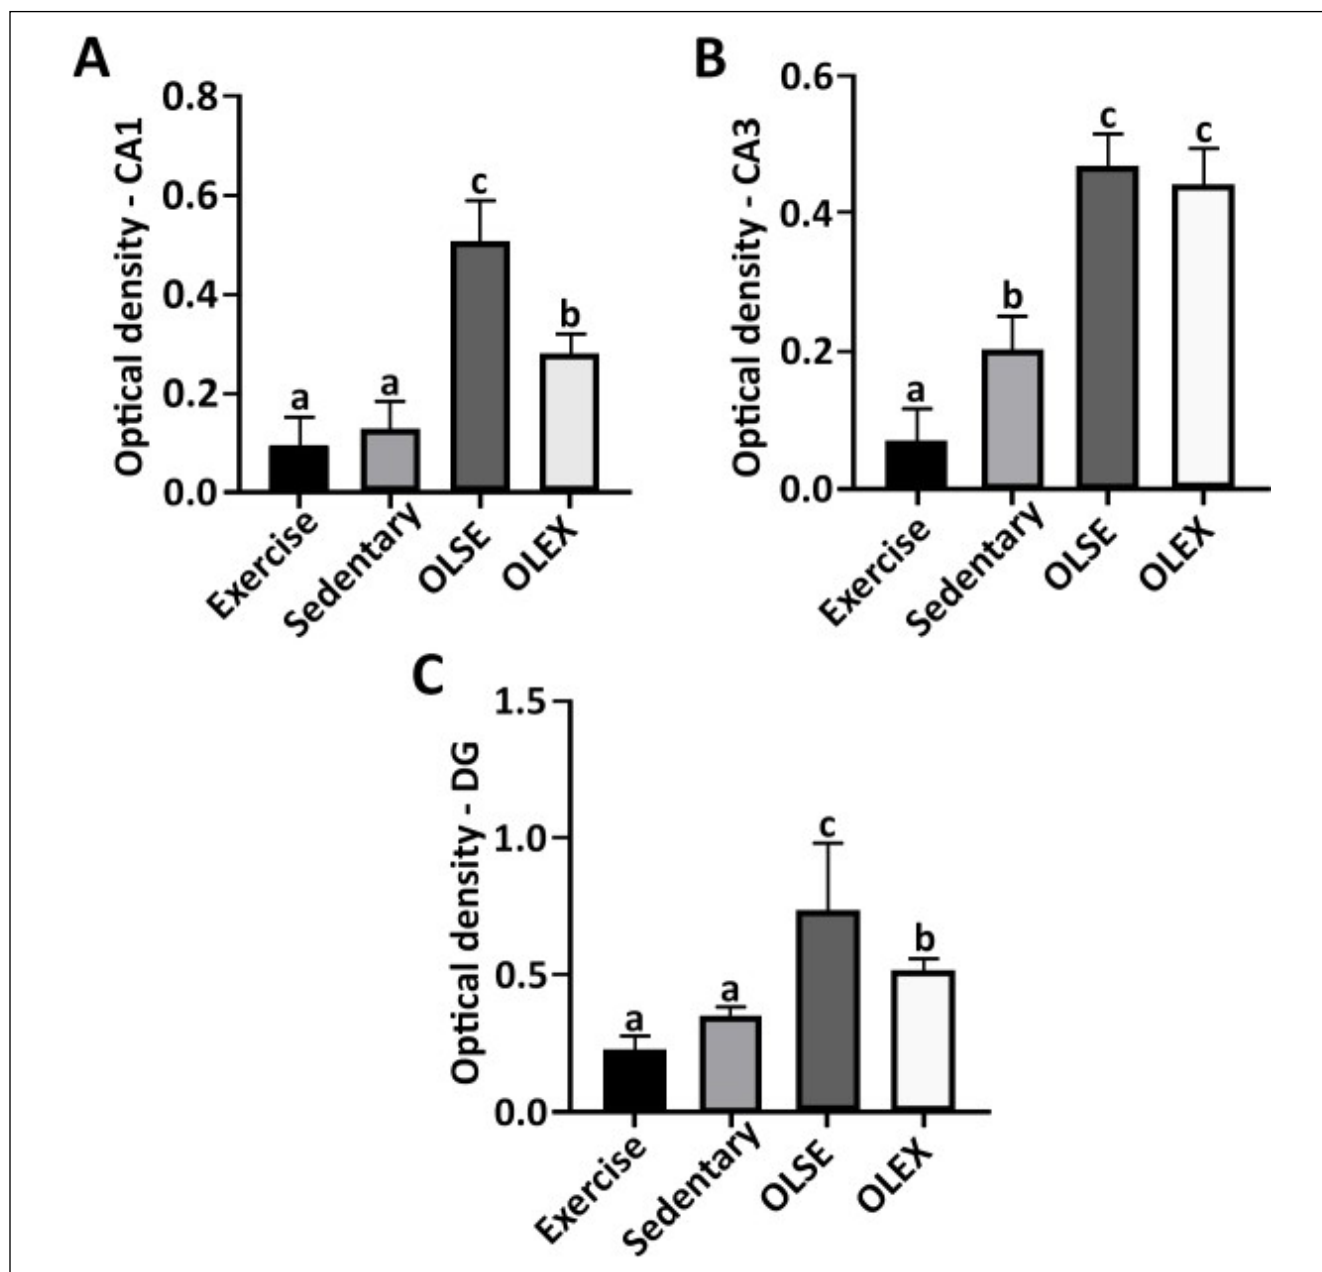 A
Optical density - CA1
0.8
0.6
0.4
0.2
0.0
a
a
c
b
Exercise
Sedentary
OLSE
OLEX
B
Optical density - CA3
0.6
0.4
0.2
0.0
a
b
c
c
Exercise
Sedentary
OLSE
OLEX
C
Optical density - DG
1.5
1.0
0.5
0.0
a
a
c
b
Exercise
Sedentary
OLSE
OLEX